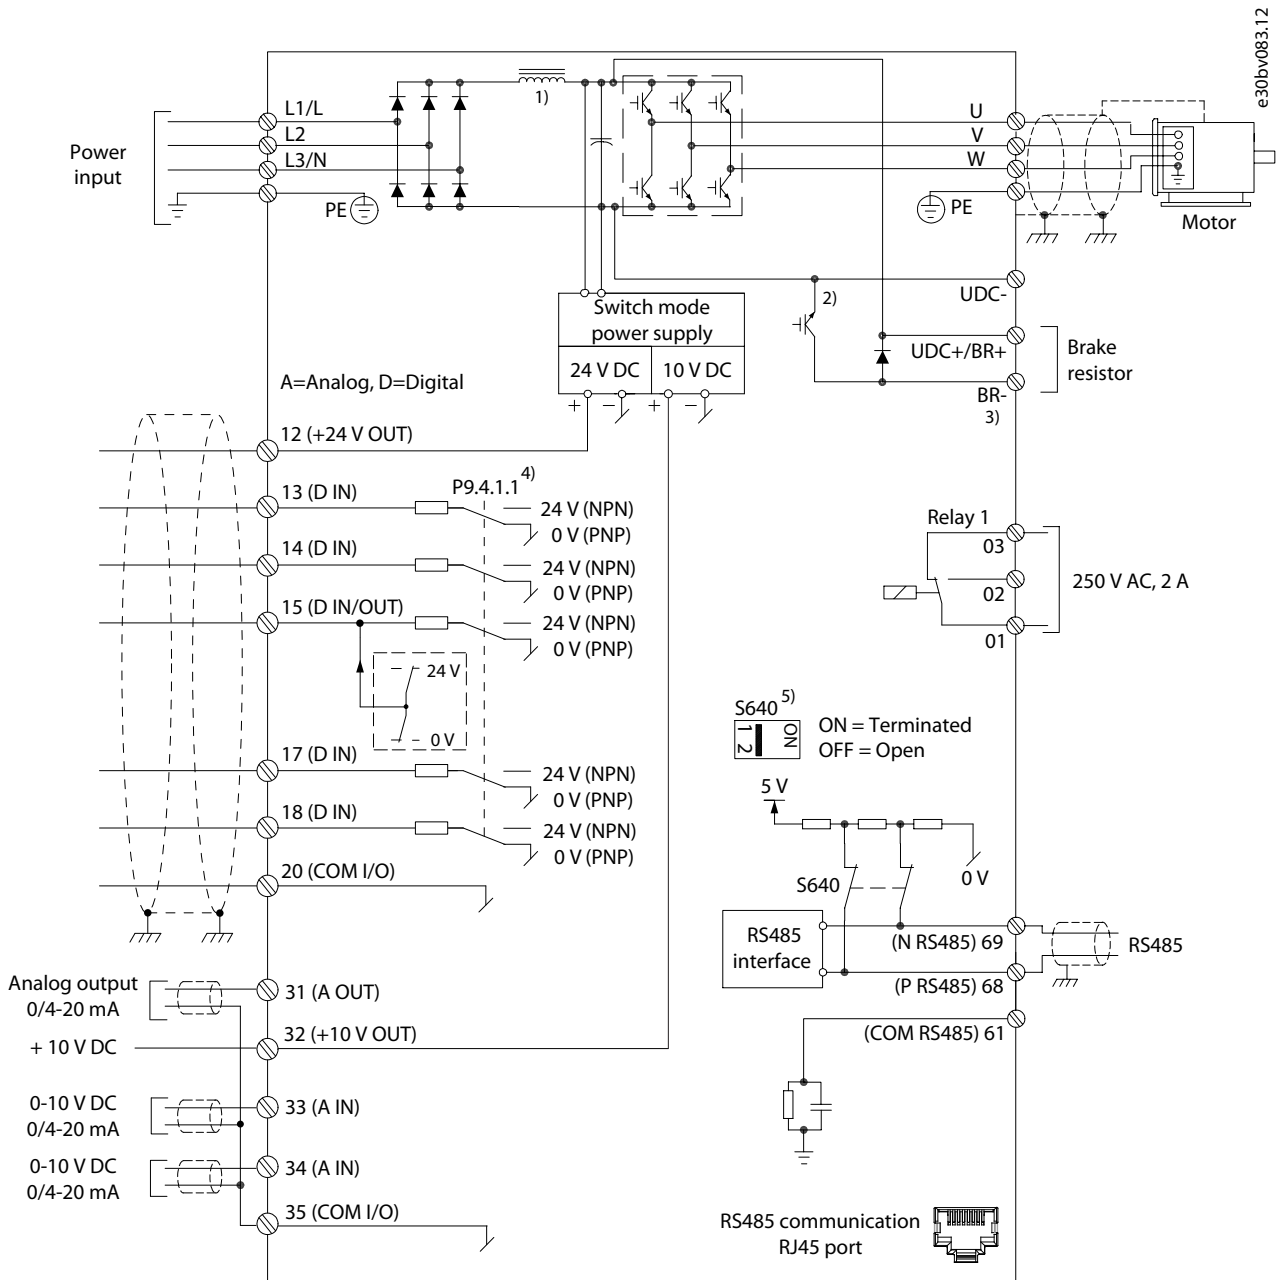 e30bv083.12
L1/L
L2
L3/N
Power
input
PE
1)
U
V
W
PE
Motor
UDC-
2)
Switch mode
power supply
24 V DC
10 V DC
+
−
+
−
UDC+/BR+
BR-
3)
Brake
resistor
A=Analog, D=Digital
12 (+24 V OUT)
13 (D IN)
P9.4.1.1 4)
24 V (NPN)
0 V (PNP)
14 (D IN)
24 V (NPN)
0 V (PNP)
15 (D IN/OUT)
24 V (NPN)
0 V (PNP)
24 V
0 V
17 (D IN)
24 V (NPN)
0 V (PNP)
18 (D IN)
24 V (NPN)
0 V (PNP)
20 (COM I/O)
Relay 1
03
02
01
250 V AC, 2 A
S640 5)
1 2
ON
ON = Terminated
OFF = Open
5 V
0 V
S640
RS485
interface
(N RS485) 69
(P RS485) 68
RS485
(COM RS485) 61
Analog output
0/4-20 mA
31 (A OUT)
+ 10 V DC
32 (+10 V OUT)
0-10 V DC
0/4-20 mA
33 (A IN)
0-10 V DC
0/4-20 mA
34 (A IN)
35 (COM I/O)
RS485 communication
RJ45 port